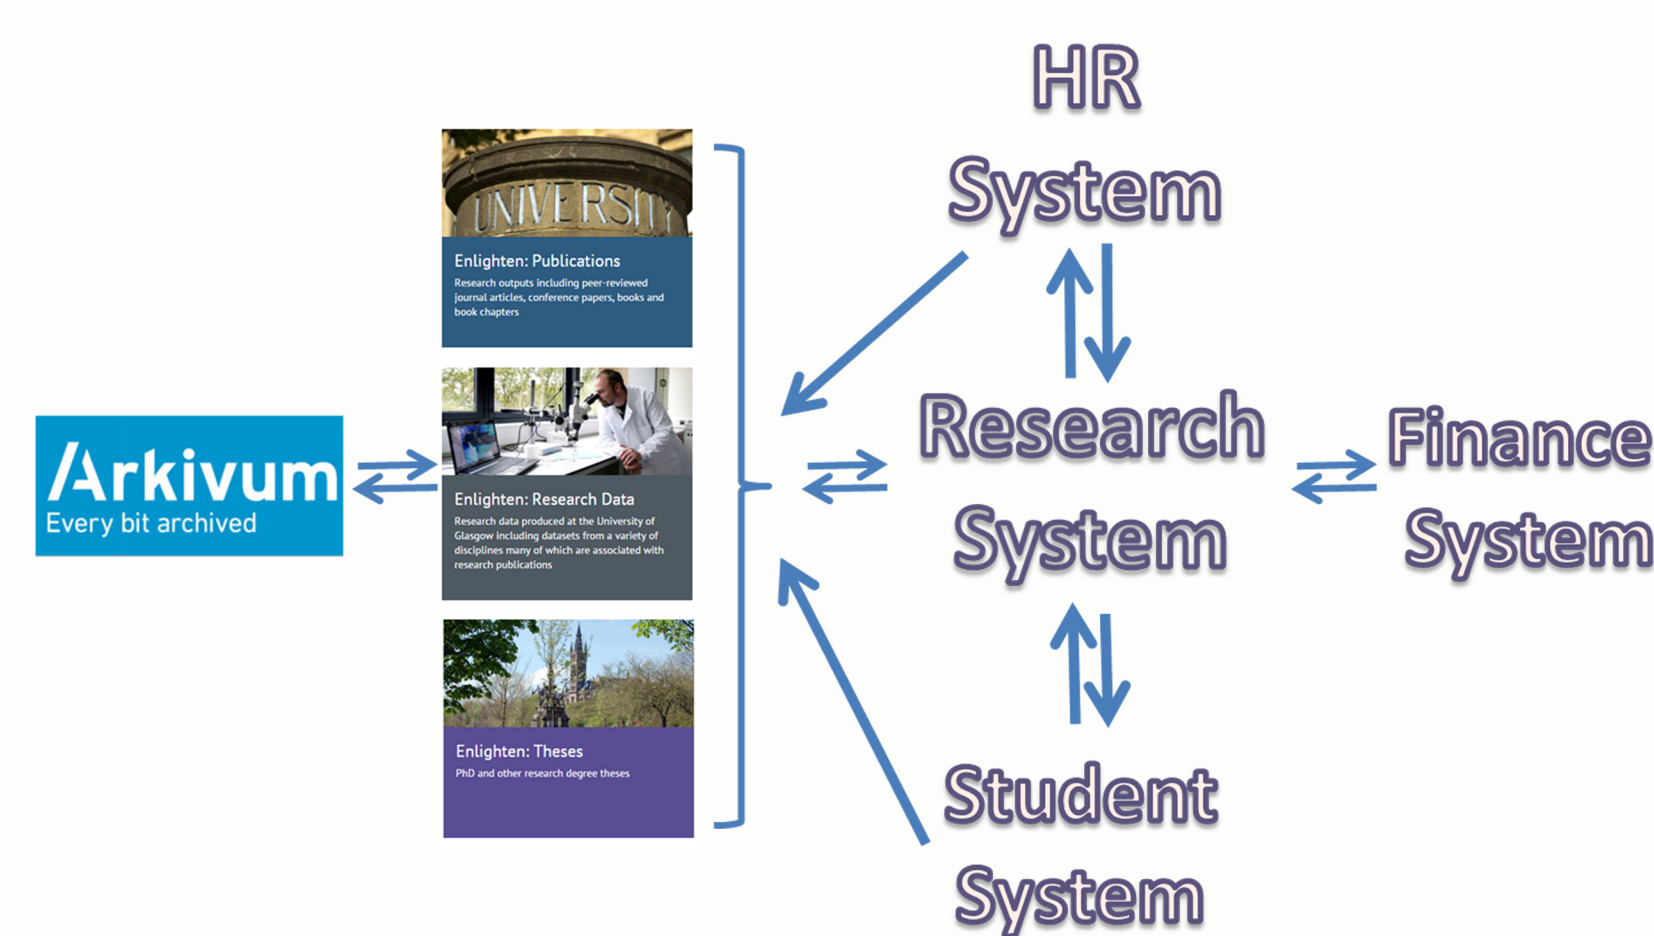 Arkivum
Every bit archived
UNIVERSITY
Enlighten: Publications
Research outputs including peer-reviewed
journal articles, conference papers, books and
book chapters
Enlighten: Research Data
Research data produced at the University of
Glasgow including datasets from a variety of
disciplines many of which are associated with
research publications
Enlighten: Theses
PhD and other research degree theses
HR
System
Research
System
Finance
System
Student
System